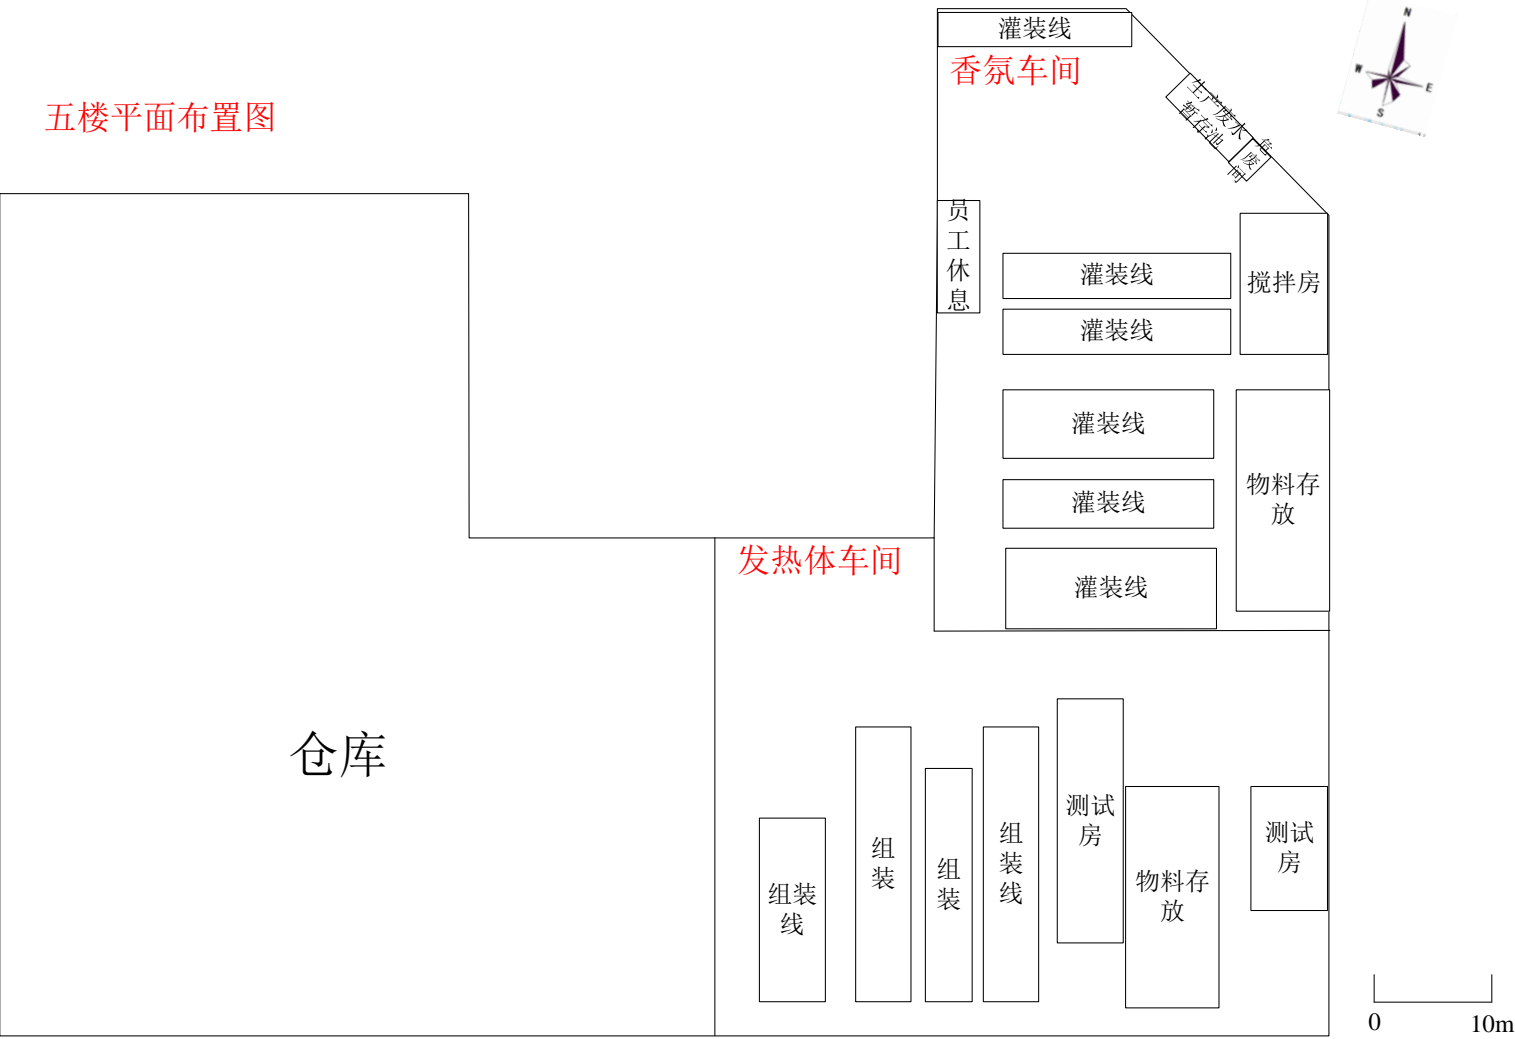 五楼平面布置图
灌装线
香氛车间
N
W
E
S
生产废水
暂存池
危
废
间
员
工
休
息
灌装线
搅拌房
灌装线
灌装线
灌装线
物料存
放
灌装线
发热体车间
仓库
组装
线
组
装
组
装
组
装
线
测试
房
物料存
放
测试
房
0
10m